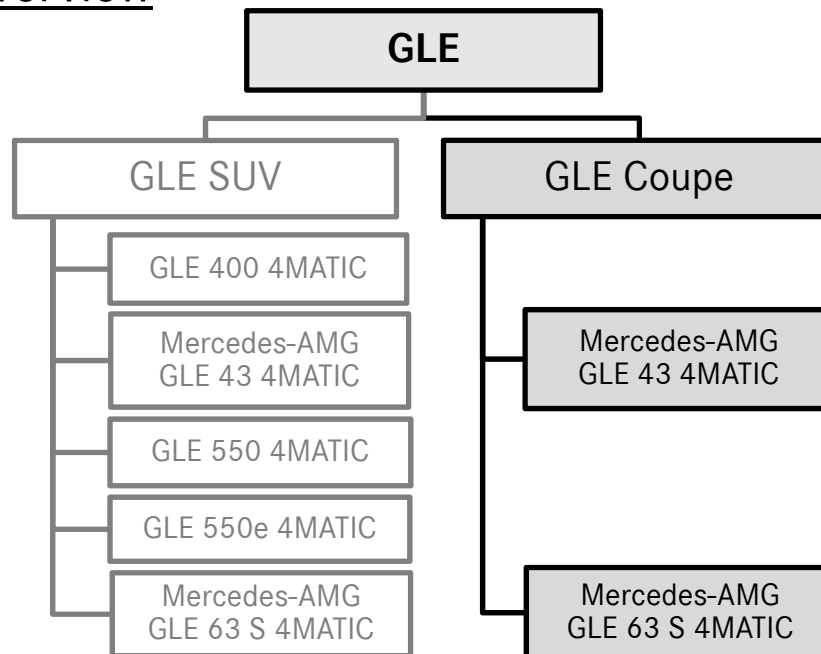 GLE
GLE SUV
GLE 400 4MATIC
Mercedes-AMG
GLE 43 4MATIC
GLE 550 4MATIC
GLE 550e 4MATIC
Mercedes-AMG
GLE 63 S 4MATIC
GLE Coupe
Mercedes-AMG
GLE 43 4MATIC
Mercedes-AMG
GLE 63 S 4MATIC